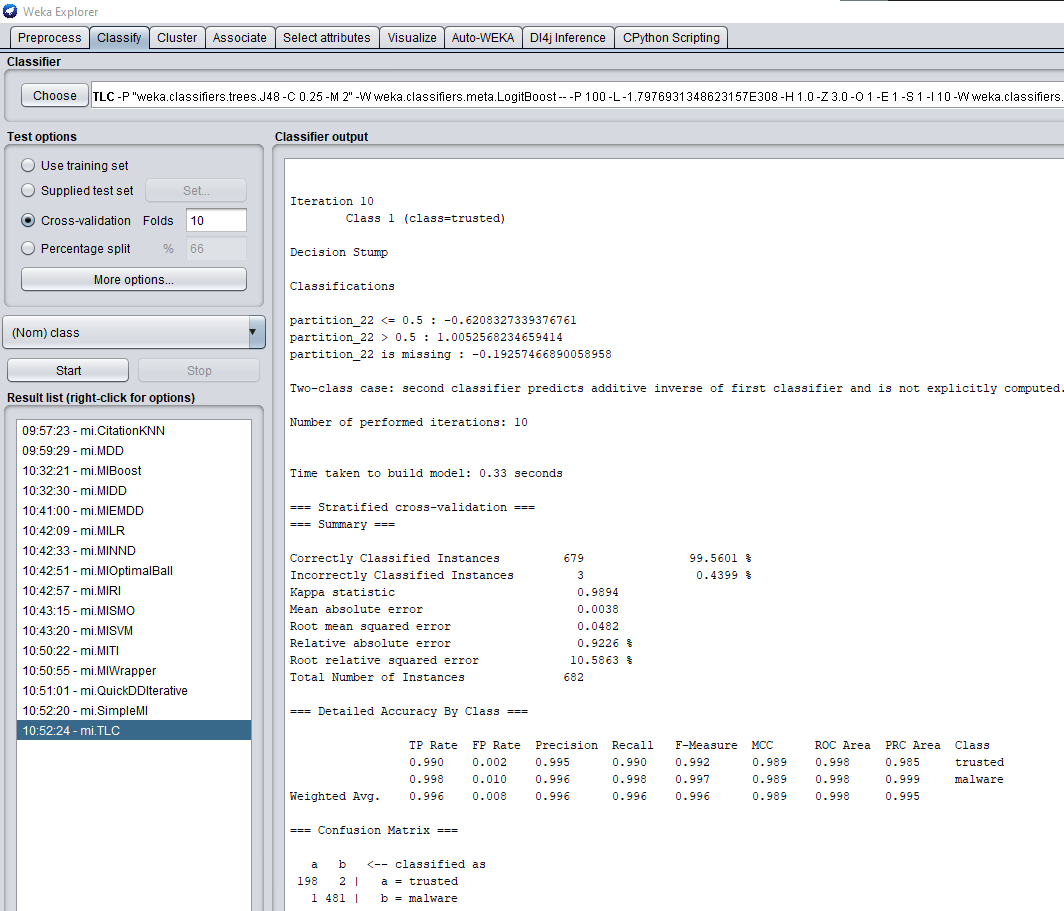 Weka Explorer
Preprocess Classify Cluster Associate Select attributes Visualize Auto-WEKA Dl4j Inference CPython Scripting
Classifier
Choose TLC -P "weka.classifiers.trees.J48 -C 0.25 -M 2" -W weka.classifiers.meta.LogitBoost -- -P 100 -L -1.7976931348623157E308 -H 1.0 -Z 3.0 -O 1 -E 1 -S 1 -I 10 -W weka.classifiers.
Test options
Use training set
Supplied test set Set...
Cross-validation Folds 10
Percentage split % 66
More options...
(Nom) class
Start Stop
Result list (right-click for options)
09:57:23 - mi.CitationKNN
09:59:29 - mi.MDD
10:32:21 - mi.MIBoost
10:32:30 - mi.MIDD
10:41:00 - mi.MIEMDD
10:42:09 - mi.MILR
10:42:33 - mi.MINND
10:42:51 - mi.MIOptimalBall
10:42:57 - mi.MIRI
10:43:15 - mi.MISMO
10:43:20 - mi.MISVM
10:50:22 - mi.MITI
10:50:55 - mi.MIWrapper
10:51:01 - mi.QuickDDIterative
10:52:20 - mi.SimpleMI
10:52:24 - mi.TLC
Classifier output
Iteration 10
Class 1 (class=trusted)
Decision Stump
Classifications
partition_22 <= 0.5 : -0.6208327339376761
partition_22 > 0.5 : 1.0052568234659414
partition_22 is missing : -0.19257466890058958
Two-class case: second classifier predicts additive inverse of first classifier and is not explicitly computed.
Number of performed iterations: 10
Time taken to build model: 0.33 seconds
=== Stratified cross-validation ===
=== Summary ===
Correctly Classified Instances 679 99.5601 %
Incorrectly Classified Instances 3 0.4399 %
Kappa statistic 0.9894
Mean absolute error 0.0038
Root mean squared error 0.0482
Relative absolute error 0.9226 %
Root relative squared error 10.5863 %
Total Number of Instances 682
=== Detailed Accuracy By Class ===
TP Rate FP Rate Precision Recall F-Measure MCC ROC Area PRC Area Class
0.990 0.002 0.995 0.990 0.992 0.989 0.998 0.985 trusted
0.998 0.010 0.996 0.998 0.997 0.989 0.998 0.999 malware
Weighted Avg. 0.996 0.008 0.996 0.996 0.996 0.989 0.998 0.995
=== Confusion Matrix ===
a b <-- classified as
198 2 | a = trusted
1 481 | b = malware